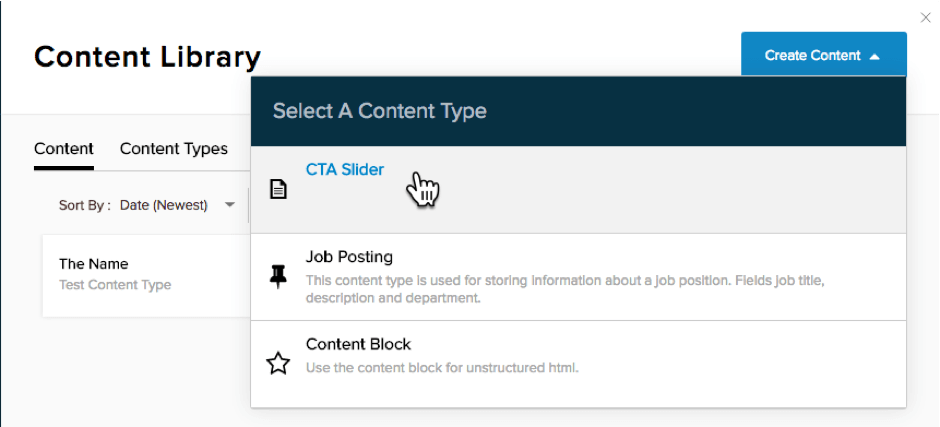 Content Library
Create Content
Select A Content Type
Content
Content Types
CTA Slider
Sort By : Date (Newest)
The Name
Test Content Type
Job Posting
This content type is used for storing information about a job position. Fields job title,
description and department.
Content Block
Use the content block for unstructured html.